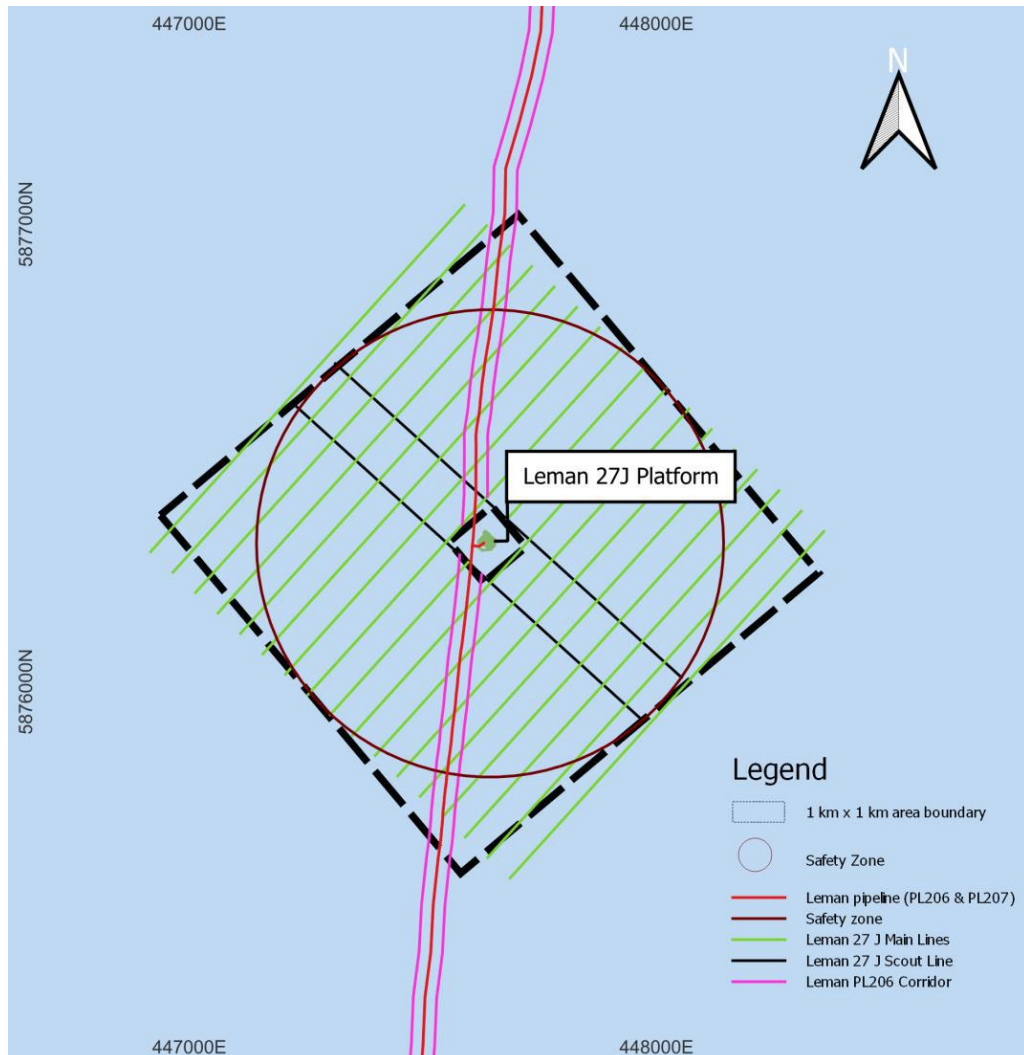 447000E 448000E
N
5877000N
Leman 27J Platform
5876000N
Legend
1 km x 1 km area boundary
Safety Zone
Leman pipeline (PL206 & PL207)
Safety zone
Leman 27 J Main Lines
Leman 27 J Scout Line
Leman PL206 Corridor
447000E 448000E